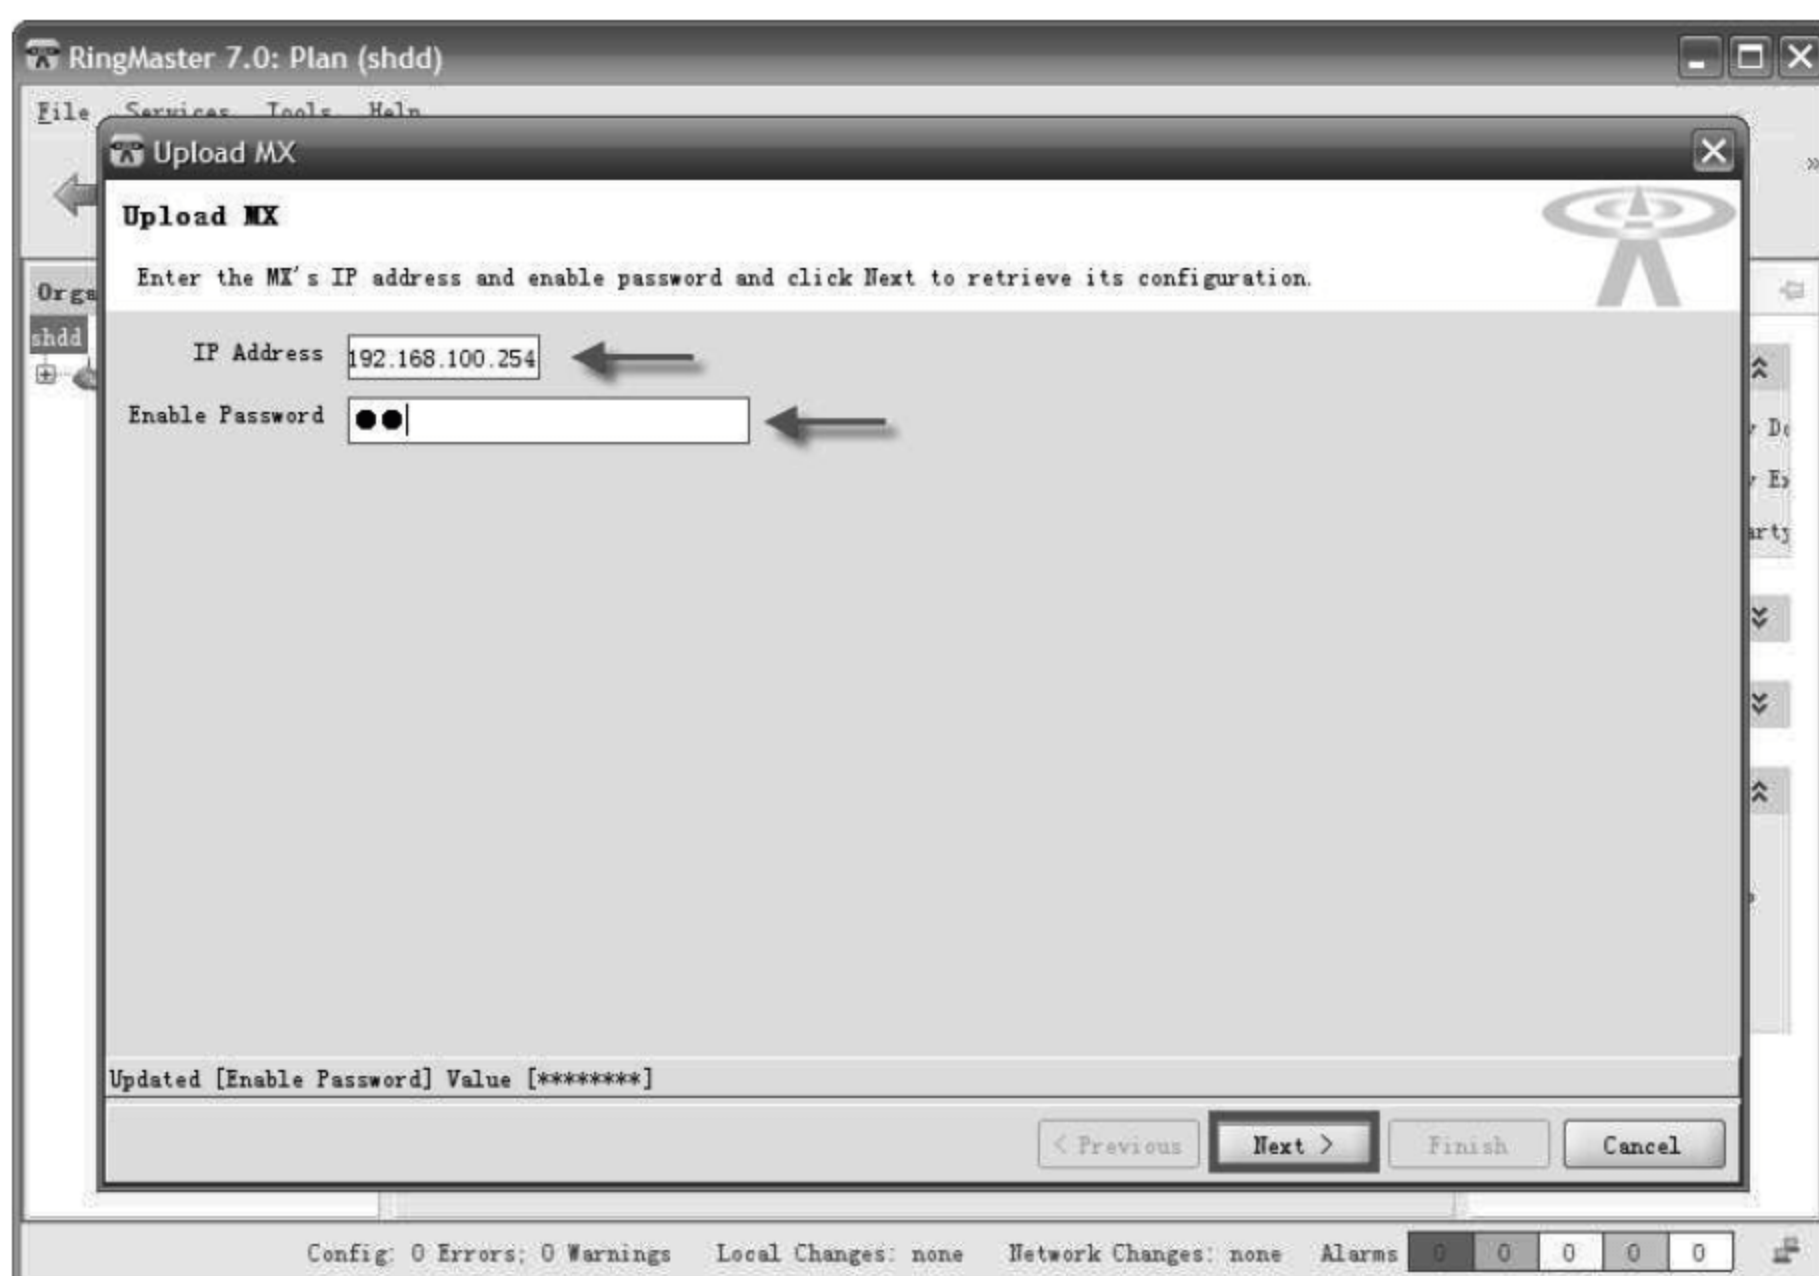 RingMaster 7.0: Plan (shdd)
File Services Tools Help
Upload MX
Upload MX
Enter the MX's IP address and enable password and click Next to retrieve its configuration.
shdd
IP Address 192.168.100.254
Enable Password
Updated [Enable Password] Value [********]
< Previous Next > Finish Cancel
Config: 0 Errors; 0 Warnings Local Changes: none Network Changes: none Alarms 0 0 0 0 0